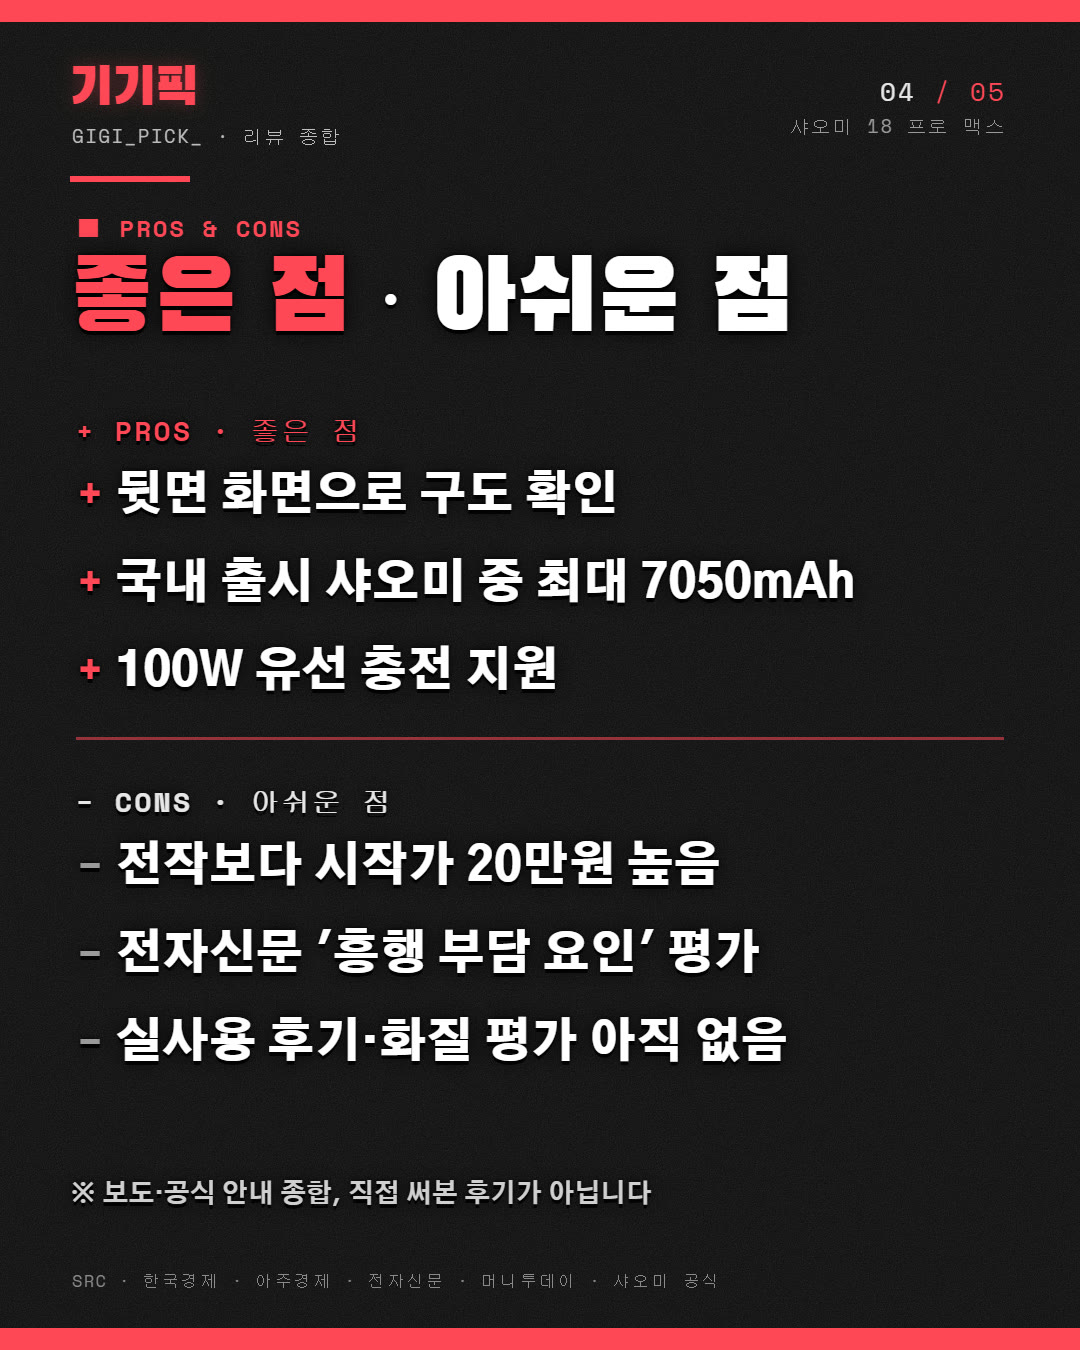 기기픽
GIGI_PICK_ · 리뷰 종합
04 / 05
샤오미 18 프로 맥스
■ PROS & CONS
좋은 점 · 아쉬운 점
+ PROS · 좋은 점
+ 뒷면 화면으로 구도 확인
+ 국내 출시 샤오미 중 최대 7050mAh
+ 100W 유선 충전 지원
- CONS · 아쉬운 점
- 전작보다 시작가 20만원 높음
- 전자신문 '흥행 부담 요인' 평가
- 실사용 후기·화질 평가 아직 없음
※ 보도·공식 안내 종합, 직접 써본 후기가 아닙니다
SRC · 한국경제 · 아주경제 · 전자신문 · 머니투데이 · 샤오미 공식